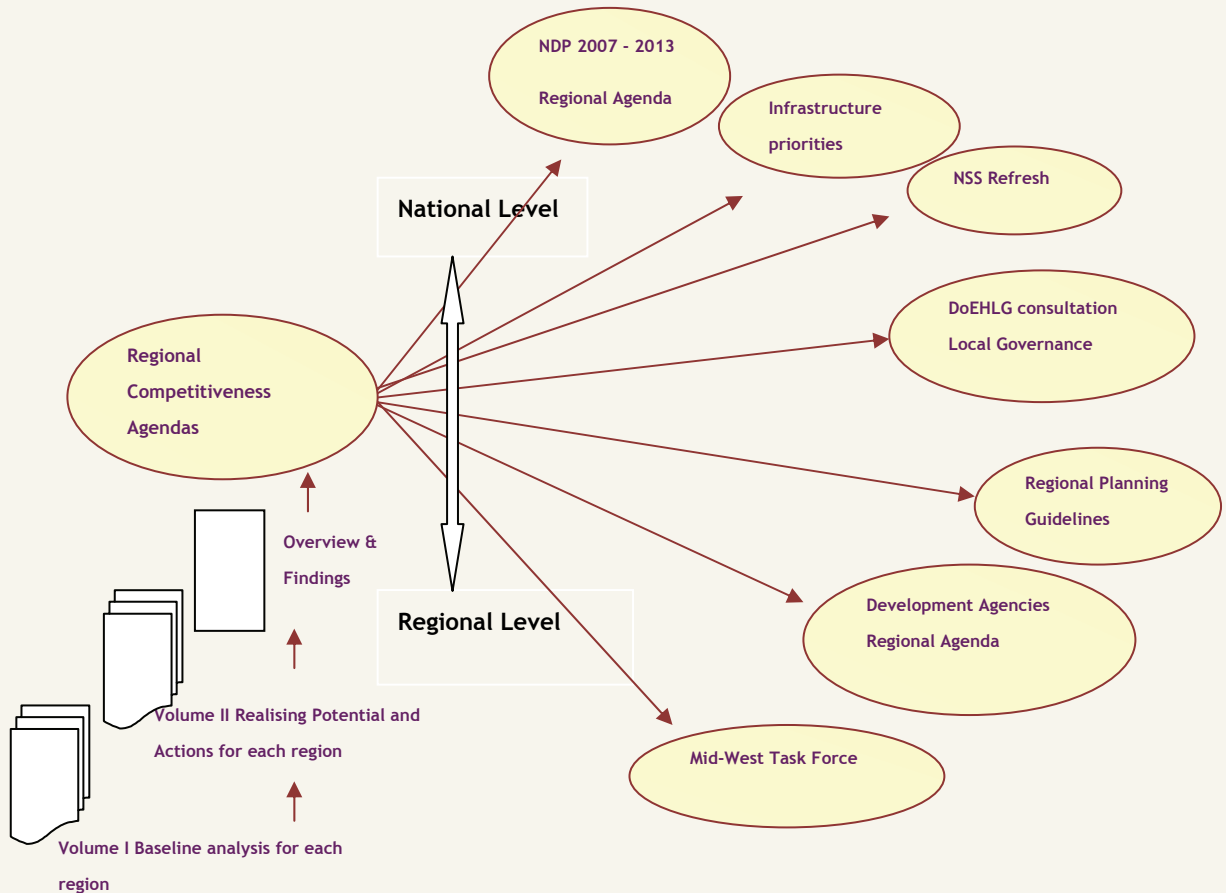 NDP 2007 - 2013
Regional Agenda
Infrastructure
priorities
NSS Refresh
National Level
DoEHLG consultation
Local Governance
Regional
Competitiveness
Agendas
Regional Planning
Guidelines
Overview &
Findings
Development Agencies
Regional Agenda
Regional Level
Volume II Realising Potential and
Actions for each region
Mid-West Task Force
Volume I Baseline analysis for each
region